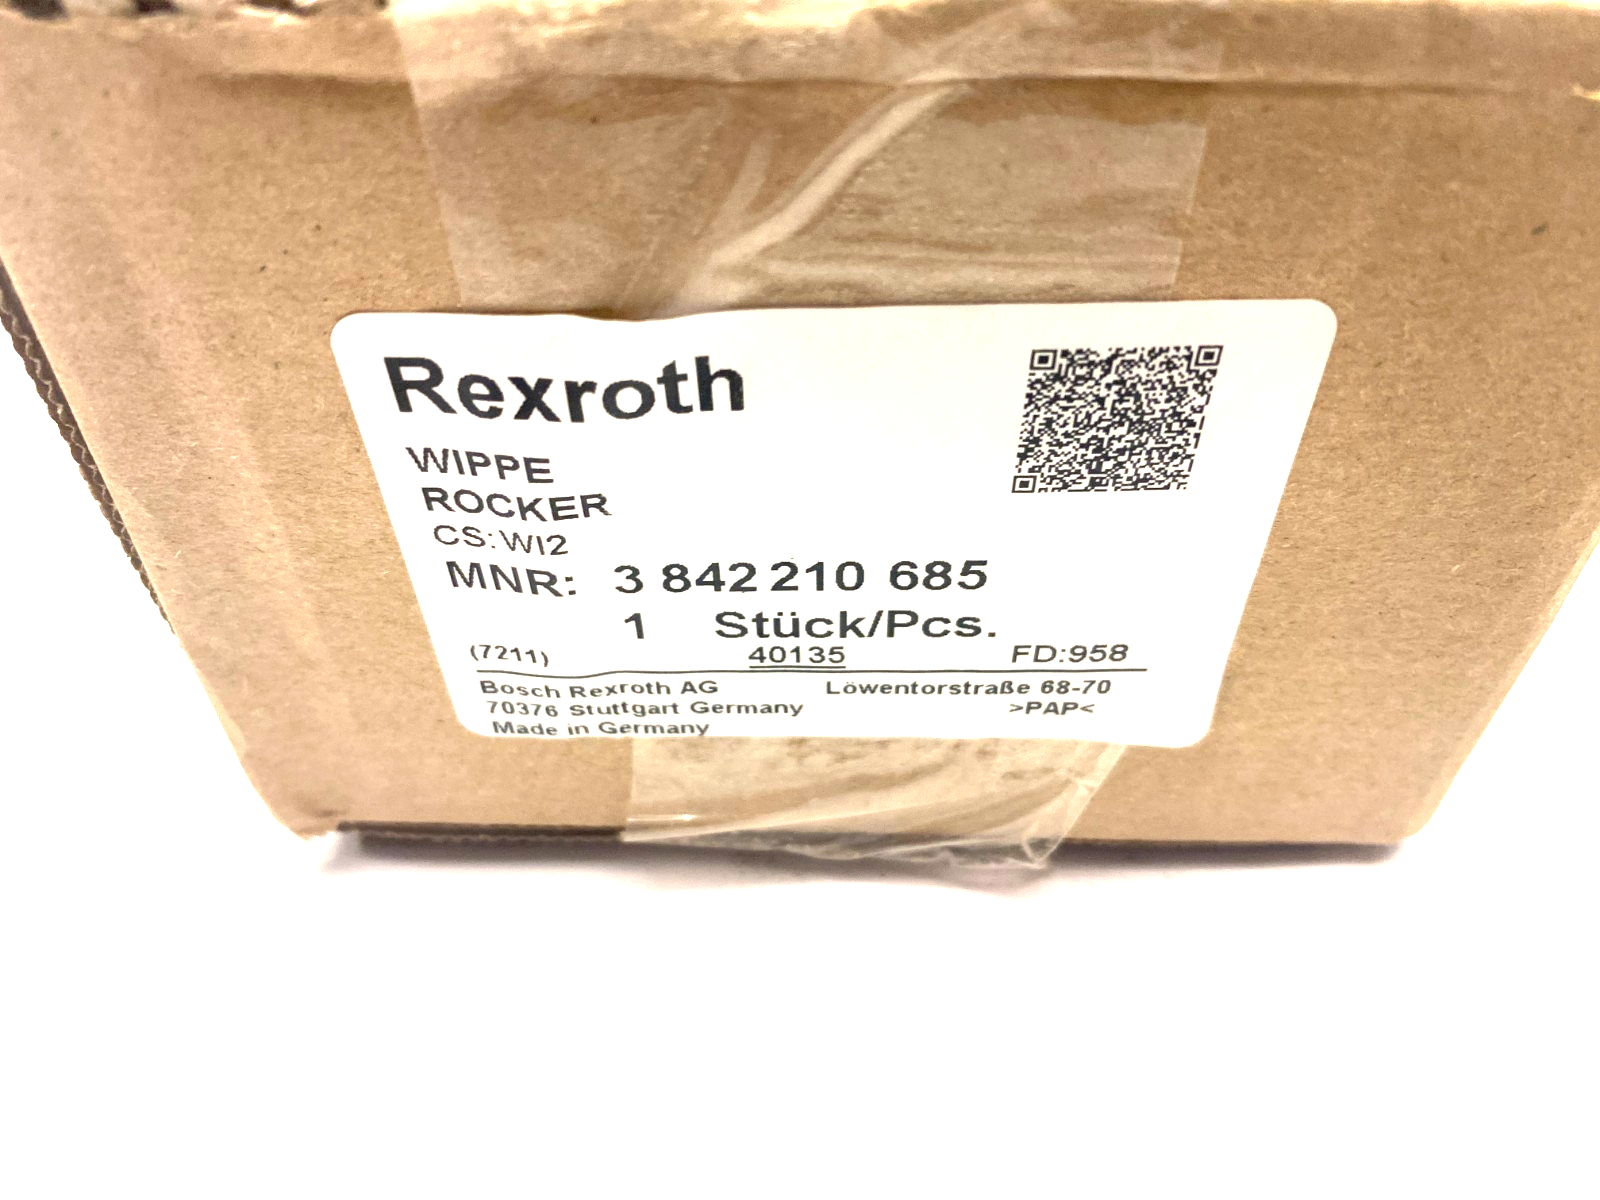 Rexroth
WIPPE
ROCKER
CS:WI2
MNR: 3 842 210 685
1 Stück/Pcs.
(7211) 40135 FD:958
Bosch Rexroth AG Löwentorstraße 68-70
70376 Stuttgart Germany >PAP<
Made in Germany